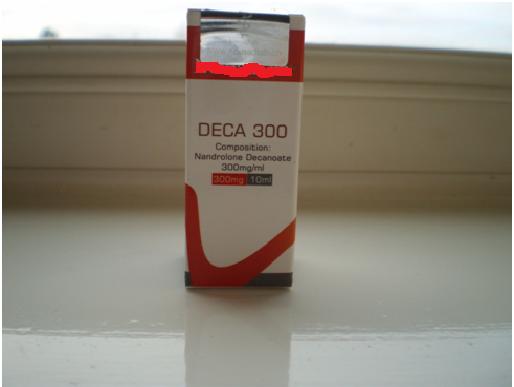 DECA 300
Composition:
Nandrolone Decanoate
300mg/ml
300mg 10ml